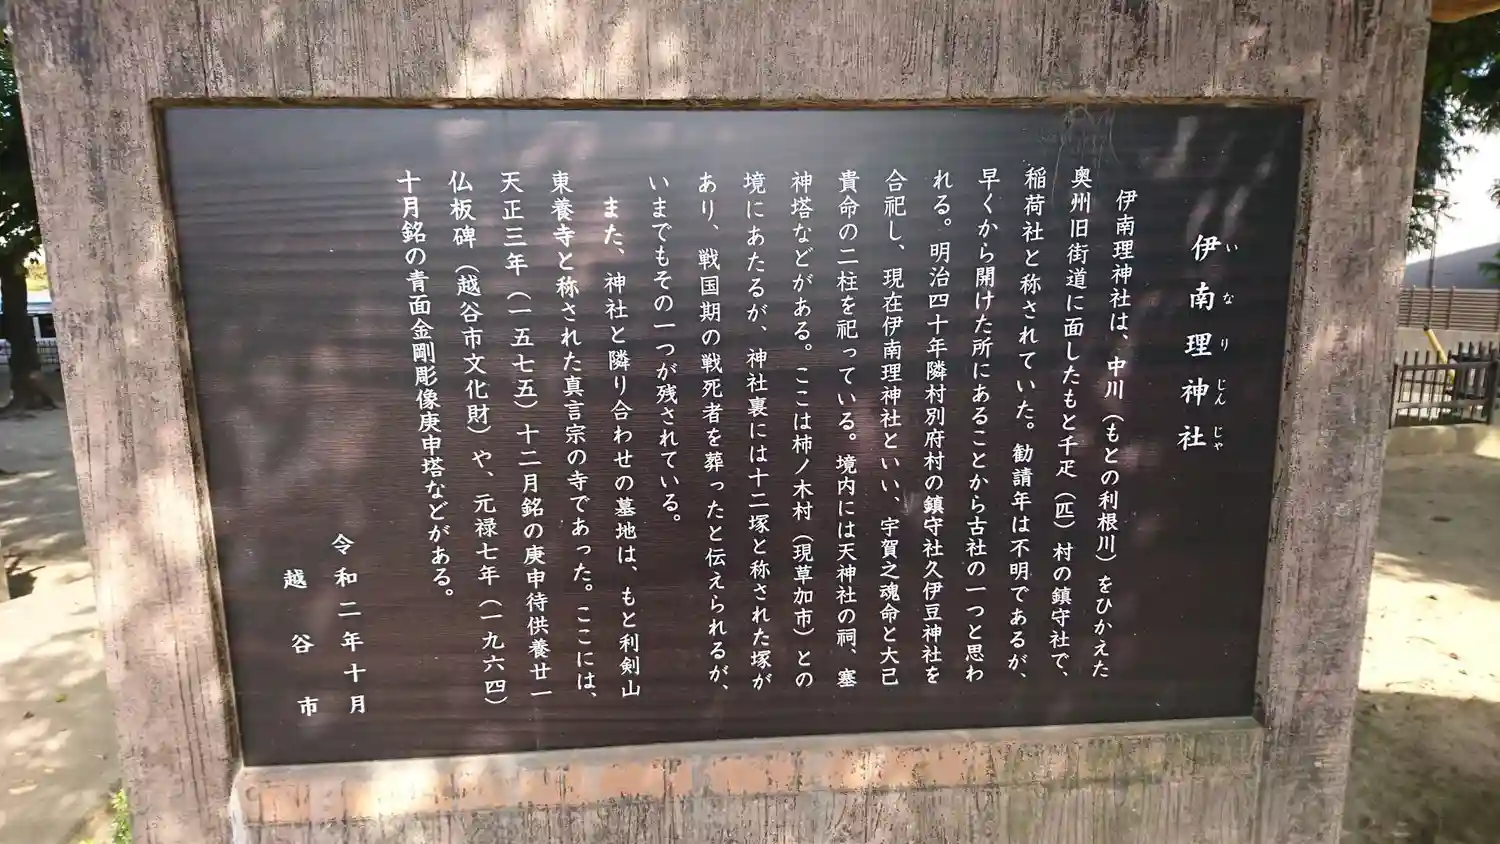 伊南理神社
いなりじんじゃ
伊南理神社は、中川（もとの利根川）をひかえた
奥州旧街道に面したもと千疋（匹）村の鎮守社で、
稲荷社と称されていた。勧請年は不明であるが、
早くから開けた所にあることから古社の一つと思わ
れる。明治四十年隣村別府村の鎮守社久伊豆神社を
合祀し、現在伊南理神社といい、宇賀之魂命と大己
貴命の二柱を祀っている。境内には天神社の祠、塞
神塔などがある。ここは柿ノ木村（現草加市）との
境にあたるが、神社裏には十二塚と称された塚が
あり、戦国期の戦死者を葬ったと伝えられるが、
いまでもその一つが残されている。
また、神社と隣り合わせの墓地は、もと利剣山
東養寺と称された真言宗の寺であった。ここには、
天正三年（一五七五）十二月銘の庚申待供養廿一
仏板碑（越谷市文化財）や、元禄七年（一九六四）
十月銘の青面金剛彫像庚申塔などがある。
令和二年十月
越谷市